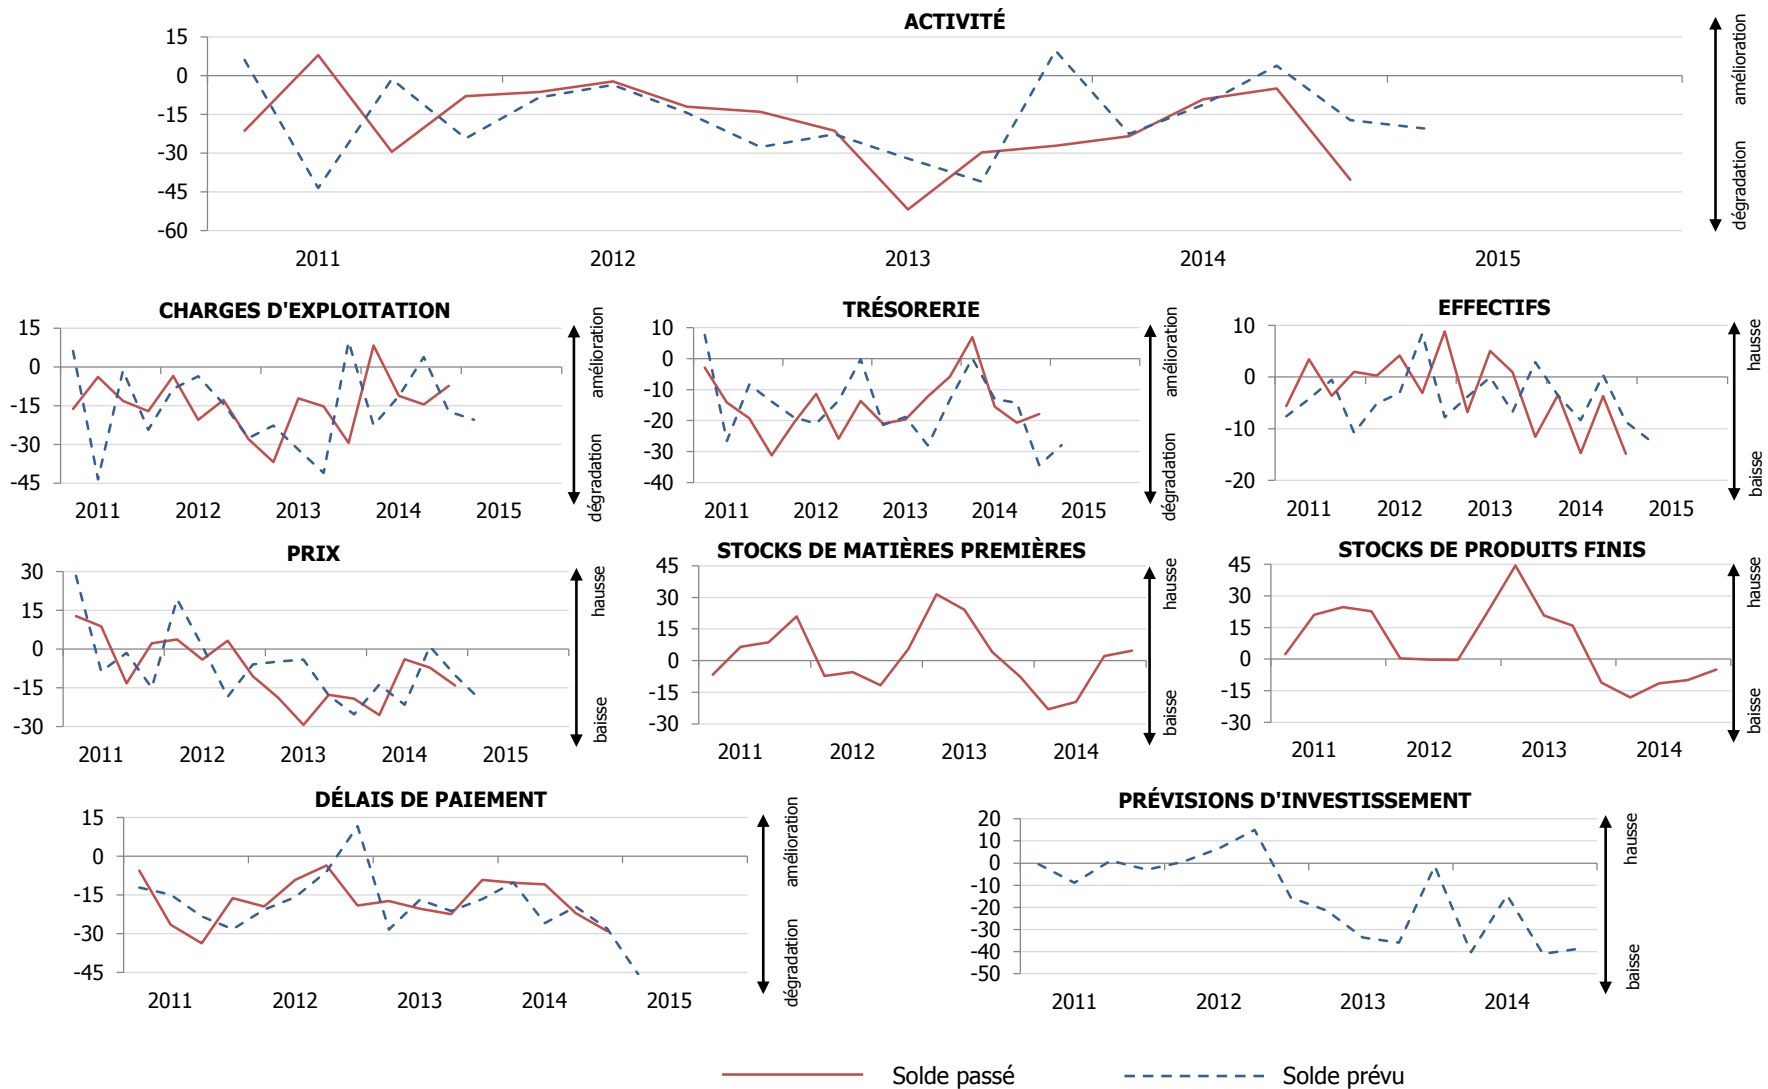 ACTIVITÉ
15
0
-15
-30
-45
-60
2011 2012 2013 2014 2015
amélioration
dégradation
CHARGES D'EXPLOITATION
15
0
-15
-30
-45
2011 2012 2013 2014 2015
amélioration
dégradation
TRÉSORERIE
10
0
-10
-20
-30
-40
2011 2012 2013 2014 2015
amélioration
dégradation
EFFECTIFS
10
0
-10
-20
2011 2012 2013 2014 2015
hausse
baisse
PRIX
30
15
0
-15
-30
2011 2012 2013 2014 2015
hausse
baisse
STOCKS DE MATIÈRES PREMIÈRES
45
30
15
0
-15
-30
2011 2012 2013 2014
hausse
baisse
STOCKS DE PRODUITS FINIS
45
30
15
0
-15
-30
2011 2012 2013 2014
hausse
baisse
DÉLAIS DE PAIEMENT
15
0
-15
-30
-45
2011 2012 2013 2014 2015
amélioration
dégradation
PRÉVISIONS D'INVESTISSEMENT
20
10
0
-10
-20
-30
-40
-50
2011 2012 2013 2014
hausse
baisse
Solde passé Solde prévu